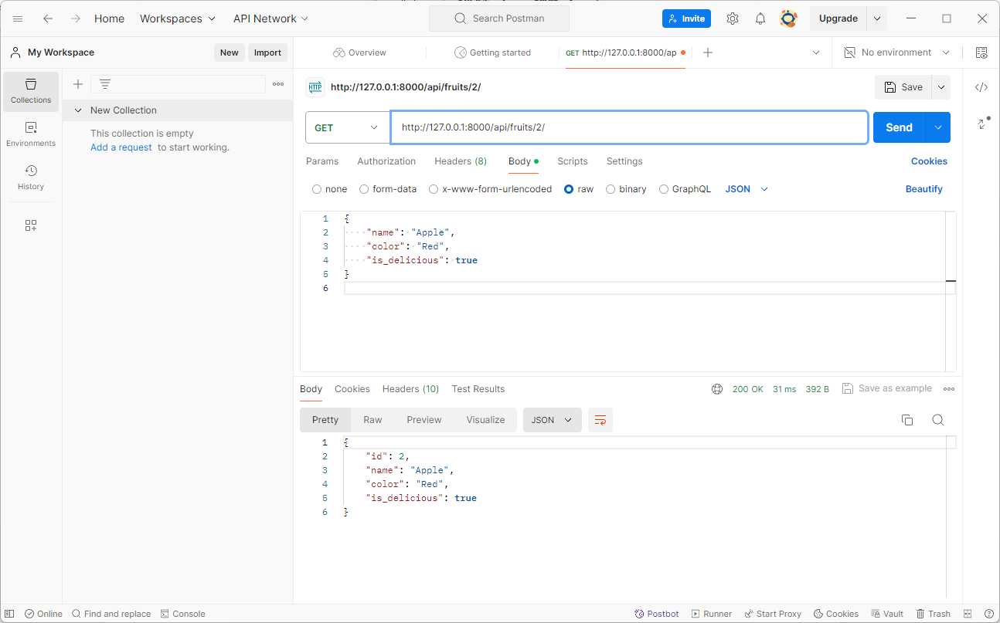 Home Workspaces API Network Search Postman Invite Upgrade
My Workspace New Import Overview Getting started GET http://127.0.0.1:8000/ap No environment
Collections
Environments
History
New Collection
This collection is empty
Add a request to start working.
HTTP http://127.0.0.1:8000/api/fruits/2/ Save
GET http://127.0.0.1:8000/api/fruits/2/ Send
Params Authorization Headers (8) Body Scripts Settings Cookies
none form-data x-www-form-urlencoded raw binary GraphQL JSON Beautify
1 {
2 "name": "Apple",
3 "color": "Red",
4 "is_delicious": true
5 }
6
Body Cookies Headers (10) Test Results 200 OK 31 ms 392 B Save as example
Pretty Raw Preview Visualize JSON
1 {
2 "id": 2,
3 "name": "Apple",
4 "color": "Red",
5 "is_delicious": true
6 }
Online Find and replace Console Postbot Runner Start Proxy Cookies Vault Trash